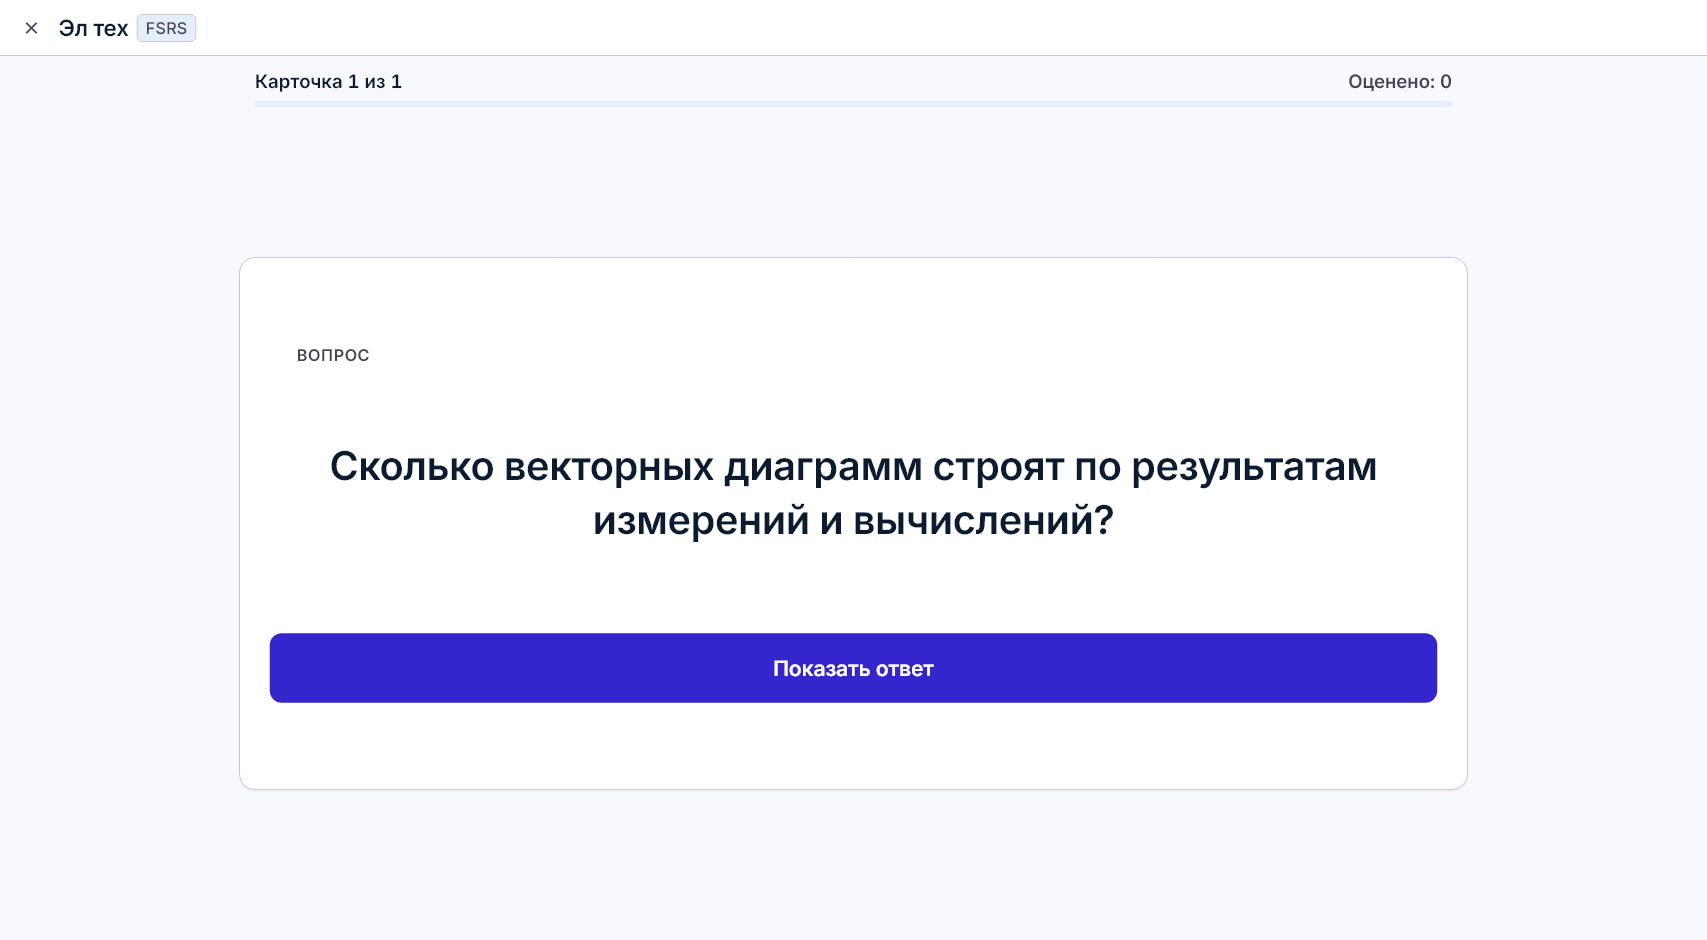 Эл тех FSRS
Карточка 1 из 1
Оценено: 0
ВОПРОС
Сколько векторных диаграмм строят по результатам
измерений и вычислений?
Показать ответ